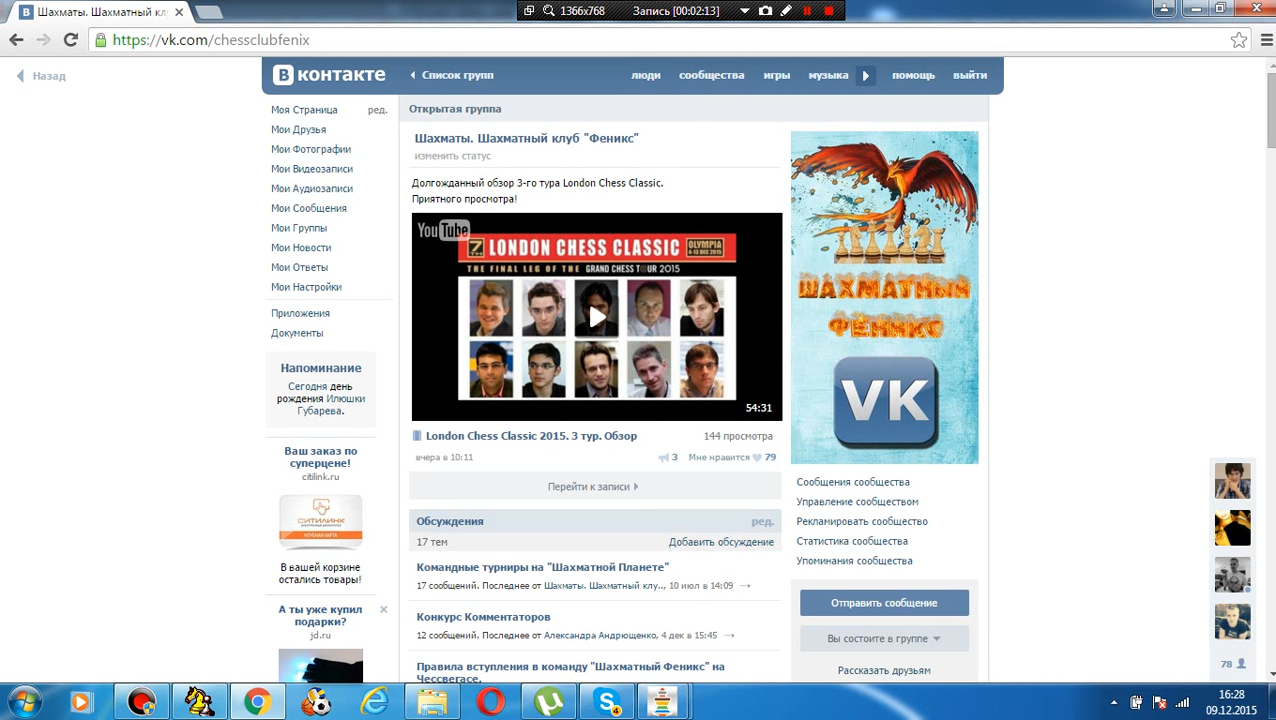 Шахматы. Шахматный кл
1366x768
Запись [00:02:13]
https://vk.com/chessclubfenix
Назад
В контакте
Список групп
люди
сообщества
игры
музыка
помощь
выйти
Моя Страница
ред.
Мои Друзья
Мои Фотографии
Мои Видеозаписи
Мои Аудиозаписи
Мои Сообщения
Мои Группы
Мои Новости
Мои Ответы
Мои Настройки
Приложения
Документы
Напоминание
Сегодня день
рождения Илюшки
Губарева.
Ваш заказ по
суперцене!
citilink.ru
СИТИЛИНК
В вашей корзине
остались товары!
А ты уже купил
подарки?
jd.ru
Открытая группа
Шахматы. Шахматный клуб "Феникс"
изменить статус
Долгожданный обзор 3-го тура London Chess Classic.
Приятного просмотра!
YouTube
7 LONDON CHESS CLASSIC OLYMPIA
4-13 DEC 2015
THE FINAL LEG OF THE GRAND CHESS TOUR 2015
54:31
London Chess Classic 2015. 3 тур. Обзор
144 просмотра
вчера в 10:11
3
Мне нравится 79
Перейти к записи
Обсуждения
ред.
17 тем
Добавить обсуждение
Командные турниры на "Шахматной Планете"
17 сообщений. Последнее от Шахматы. Шахматный клу.., 10 июл в 14:09 →
Конкурс Комментаторов
12 сообщений. Последнее от Александра Андрющенко, 4 дек в 15:45 →
Правила вступления в команду "Шахматный Феникс" на
Чессвегасе.
ШАХМАТНЫЙ
ФЕНИКС
VK
Сообщения сообщества
Управление сообществом
Рекламировать сообщество
Статистика сообщества
Упоминания сообщества
Отправить сообщение
Вы состоите в группе
Рассказать друзьям
78
4
16:28
09.12.2015